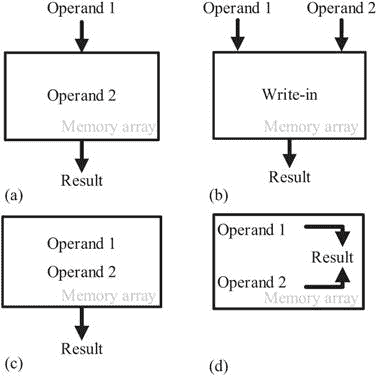 Operand 1
Operand 2
Memory array
Result
(a)
Operand 1 Operand 2
Write-in
Memory array
Result
(b)
Operand 1
Operand 2
Memory array
Result
(c)
Operand 1
Result
Operand 2
Memory array
(d)